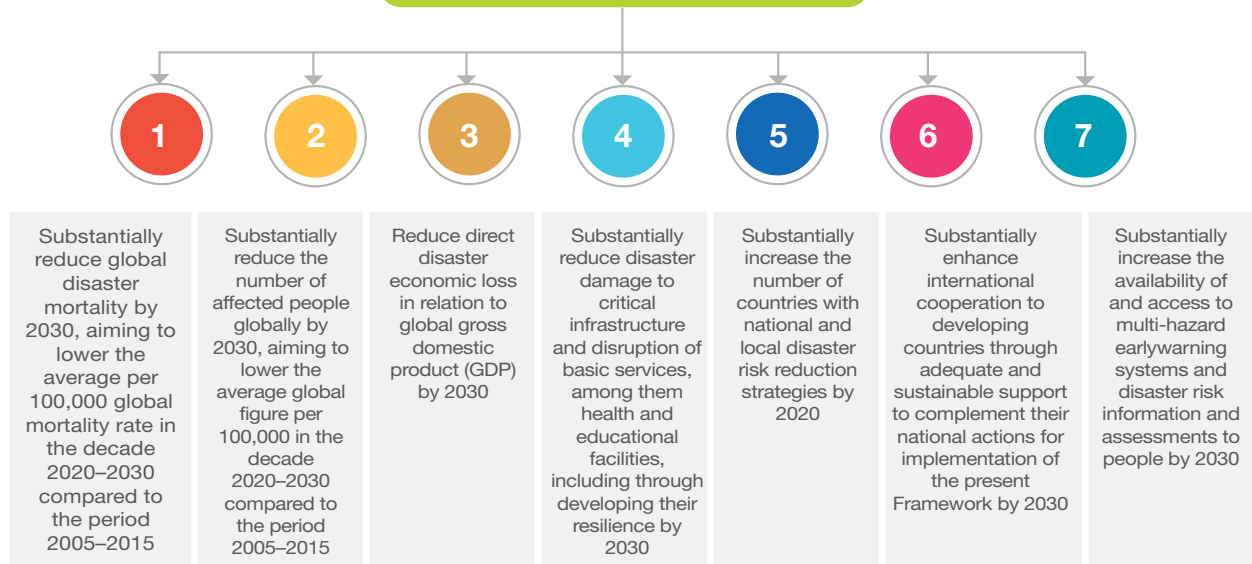 1
2
3
4
5
6
7
Substantially
reduce global
disaster
mortality by
2030, aiming to
lower the
average per
100,000 global
mortality rate in
the decade
2020–2030
compared to
the period
2005–2015
Substantially
reduce the
number of
affected people
globally by
2030, aiming to
lower the
average global
figure per
100,000 in the
decade
2020–2030
compared to
the period
2005–2015
Reduce direct
disaster
economic loss
in relation to
global gross
domestic
product (GDP)
by 2030
Substantially
reduce disaster
damage to
critical
infrastructure
and disruption of
basic services,
among them
health and
educational
facilities,
including through
developing their
resilience by
2030
Substantially
increase the
number of
countries with
national and
local disaster
risk reduction
strategies by
2020
Substantially
enhance
international
cooperation to
developing
countries through
adequate and
sustainable support
to complement their
national actions for
implementation of
the present
Framework by 2030
Substantially
increase the
availability of
and access to
multi-hazard
earlywarning
systems and
disaster risk
information and
assessments to
people by 2030